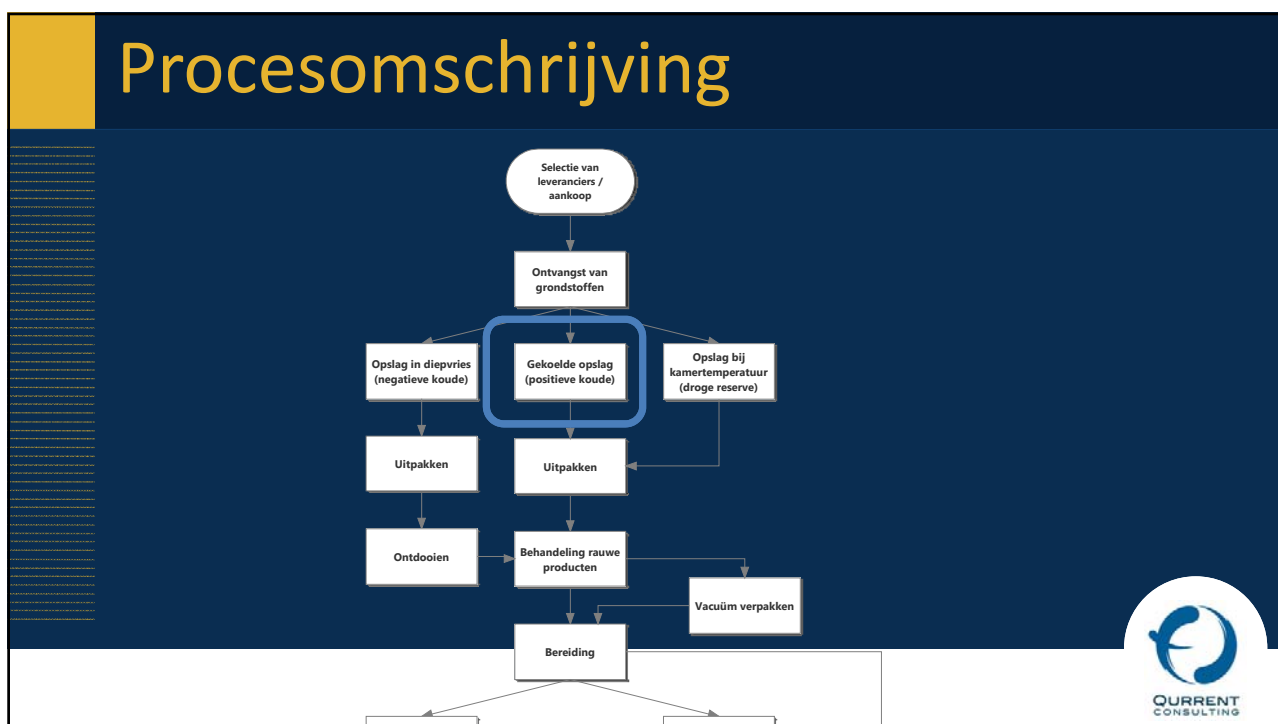 Procesomschrijving
Selectie van
leveranciers /
aankoop
Ontvangst van
grondstoffen
Opslag in diepvries
(negatieve koude)
Gekoelde opslag
(positieve koude)
Opslag bij
kamertemperatuur
(droge reserve)
Uitpakken
Uitpakken
Ontdooien
Behandeling rauwe
producten
Vacuüm verpakken
Bereiding
QURRENT
CONSULTING